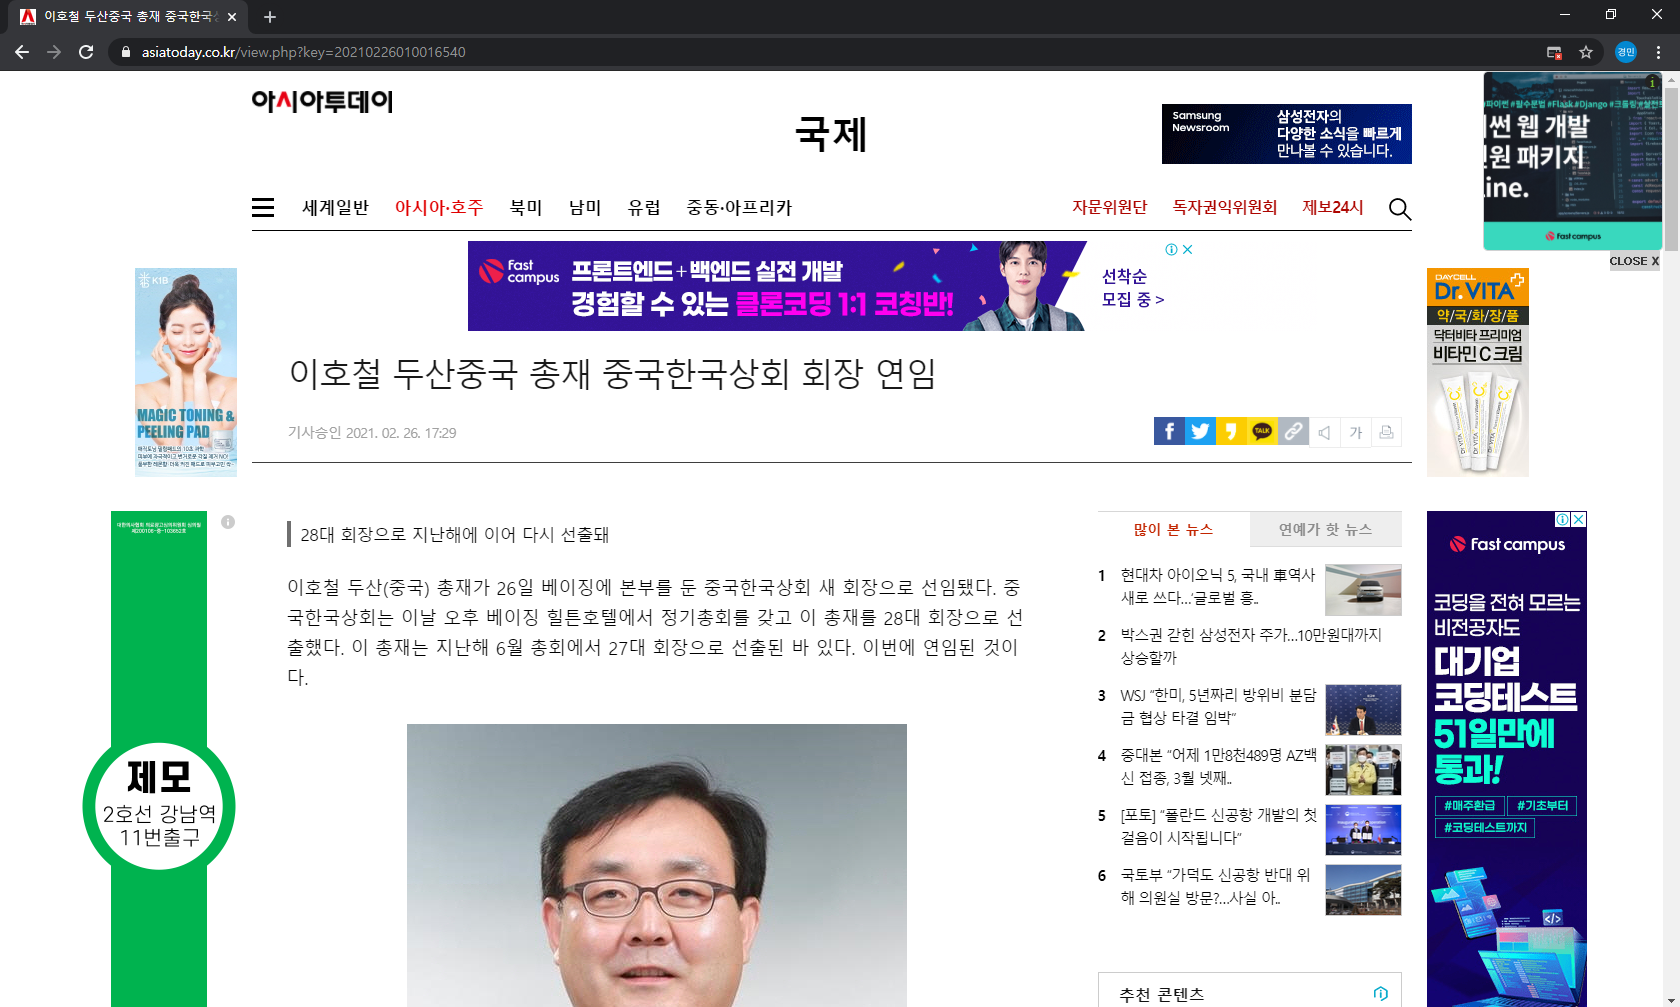 이호철 두산중국 총재 중국한국상
asiatoday.co.kr/view.php?key=20210226010016540
경민
아시아투데이
국제
Samsung
Newsroom
삼성전자의
다양한 소식을 빠르게
만나볼 수 있습니다.
#파이썬 #필수문법 #Flask #Django #크롤링
썬 웹 개발
원 패키지
ine.
Fast campus
CLOSE X
세계일반 아시아·호주 북미 남미 유럽 중동·아프리카
자문위원단 독자권익위원회 제보24시
Fast
campus
프론트엔드+백엔드 실전 개발
경험할 수 있는 클론코딩 1:1 코칭반!
선착순
모집 중 >
K1B
MAGIC TONING &
PEELING PAD
DAYCELL
Dr.VITA
약/국/화/장/품
닥터비타 프리미엄
비타민 C 크림
이호철 두산중국 총재 중국한국상회 회장 연임
기사승인 2021. 02. 26. 17:29
TALK
가
28대 회장으로 지난해에 이어 다시 선출돼
이호철 두산(중국) 총재가 26일 베이징에 본부를 둔 중국한국상회 새 회장으로 선임됐다. 중
국한국상회는 이날 오후 베이징 힐튼호텔에서 정기총회를 갖고 이 총재를 28대 회장으로 선
출했다. 이 총재는 지난해 6월 총회에서 27대 회장으로 선출된 바 있다. 이번에 연임된 것이
다.
제모
2호선 강남역
11번출구
많이 본 뉴스
연예가 핫 뉴스
1 현대차 아이오닉 5, 국내 車역사
새로 쓰다…‘글로벌 흥..
2 박스권 갇힌 삼성전자 주가…10만원대까지
상승할까
3 WSJ “한미, 5년짜리 방위비 분담
금 협상 타결 임박”
4 중대본 “어제 1만8천489명 AZ백
신 접종, 3월 넷째..
5 [포토] “폴란드 신공항 개발의 첫
걸음이 시작됩니다”
6 국토부 “가덕도 신공항 반대 위
해 의원실 방문?…사실 아..
추천 콘텐츠
Fast campus
코딩을 전혀 모르는
비전공자도
대기업
코딩테스트
51일만에
통과!
#매주환급 #기초부터
#코딩테스트까지